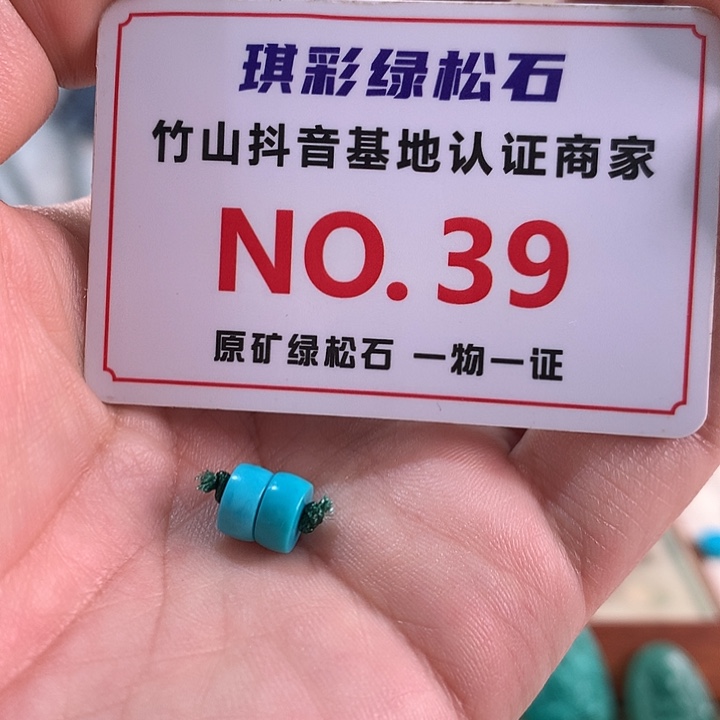 琪彩绿松石
竹山抖音基地认证商家
NO. 39
原矿绿松石 一物一证